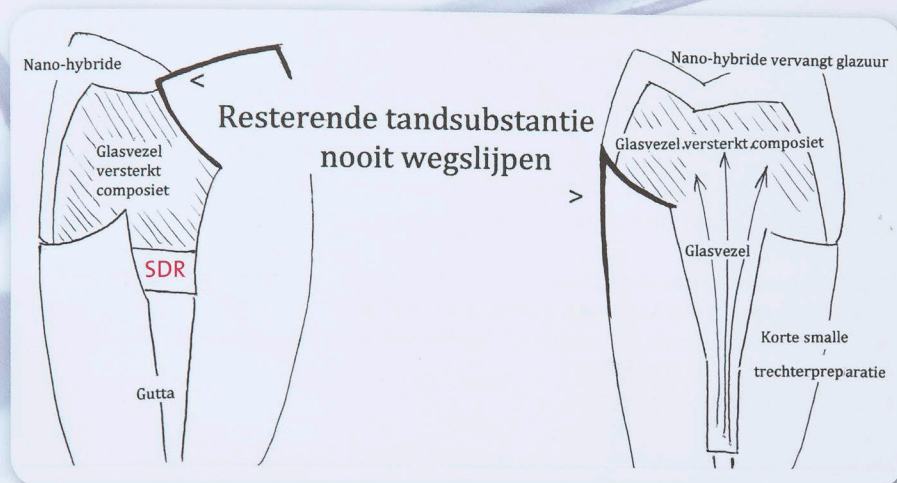 Nano-hybride
<
Resterende tandsubstantie
nooit wegslijpen
>
Glasvezel
versterkt
composiet
SDR
Gutta
Nano-hybride vervangt glazuur
Glasvezel versterkt composiet
Glasvezel
Korte smalle
trechterpreparatie